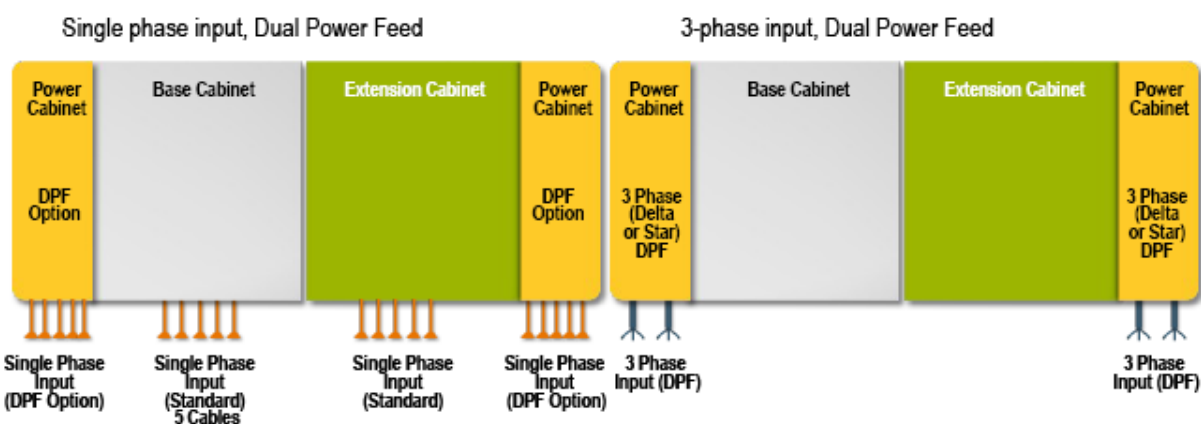 Single phase input, Dual Power Feed
3-phase input, Dual Power Feed
Power
Cabinet
DPF
Option
Base Cabinet
Extension Cabinet
Power
Cabinet
DPF
Option
Power
Cabinet
3 Phase
(Delta
or Star)
DPF
Base Cabinet
Extension Cabinet
Power
Cabinet
3 Phase
(Delta
or Star)
DPF
Single Phase
Input
(DPF Option)
Single Phase
Input
(Standard)
5 Cables
Single Phase
Input
(Standard)
Single Phase
Input
(DPF Option)
3 Phase
Input (DPF)
3 Phase
Input (DPF)